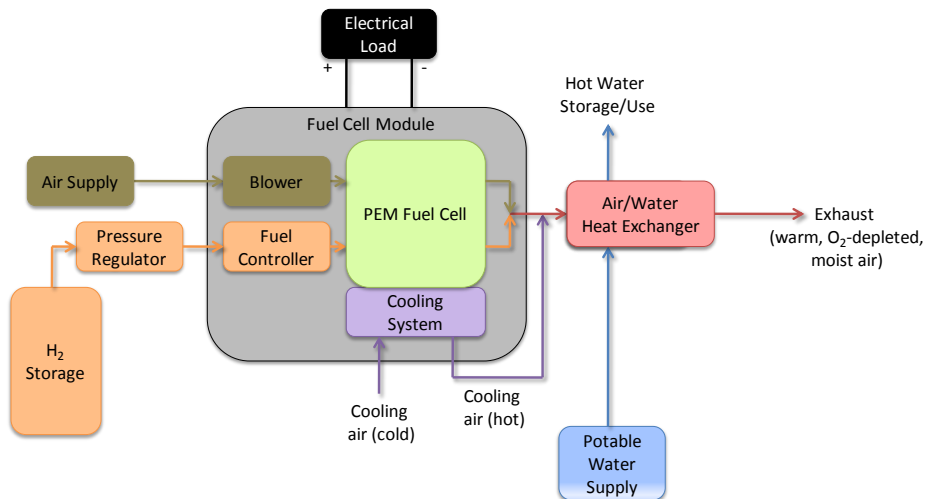 Electrical
Load
+
-
Fuel Cell Module
Hot Water
Storage/Use
Air Supply
Blower
PEM Fuel Cell
Air/Water
Heat Exchanger
Exhaust
(warm, O₂-depleted,
moist air)
Pressure
Regulator
Fuel
Controller
Cooling
System
H₂
Storage
Cooling
air (cold)
Cooling
air (hot)
Potable
Water
Supply